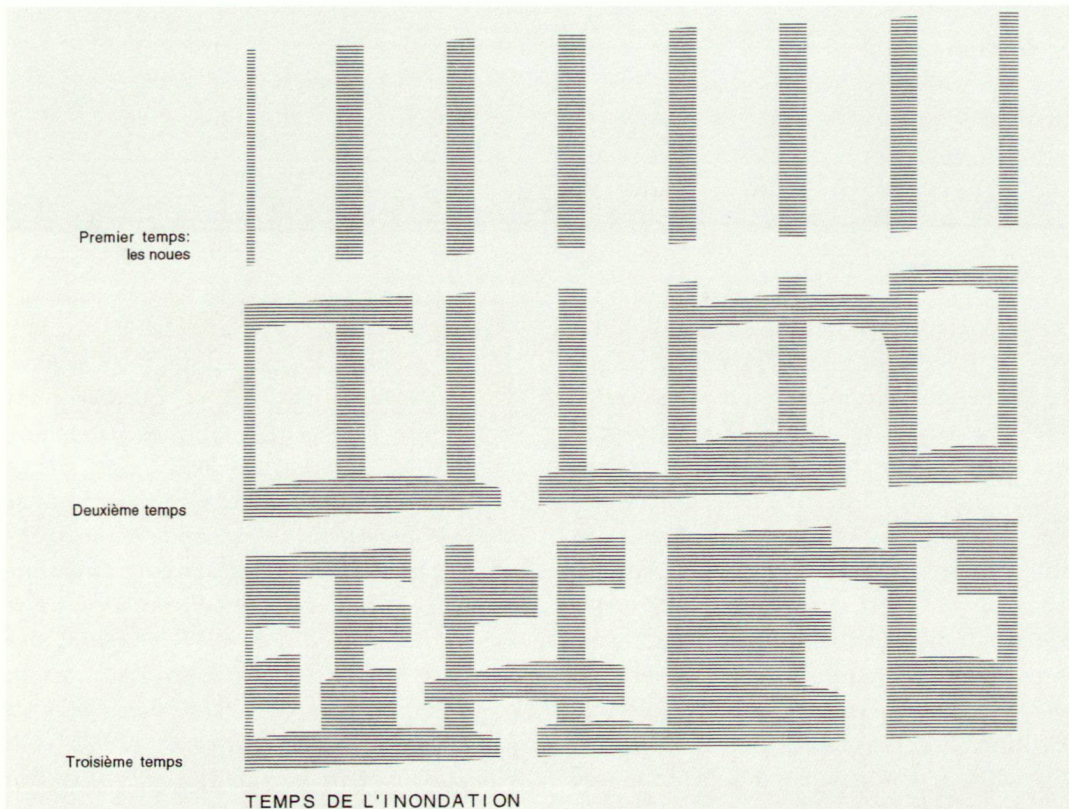 Premier temps:
les noues
Deuxième temps
Troisième temps
TEMPS DE L'INONDATION